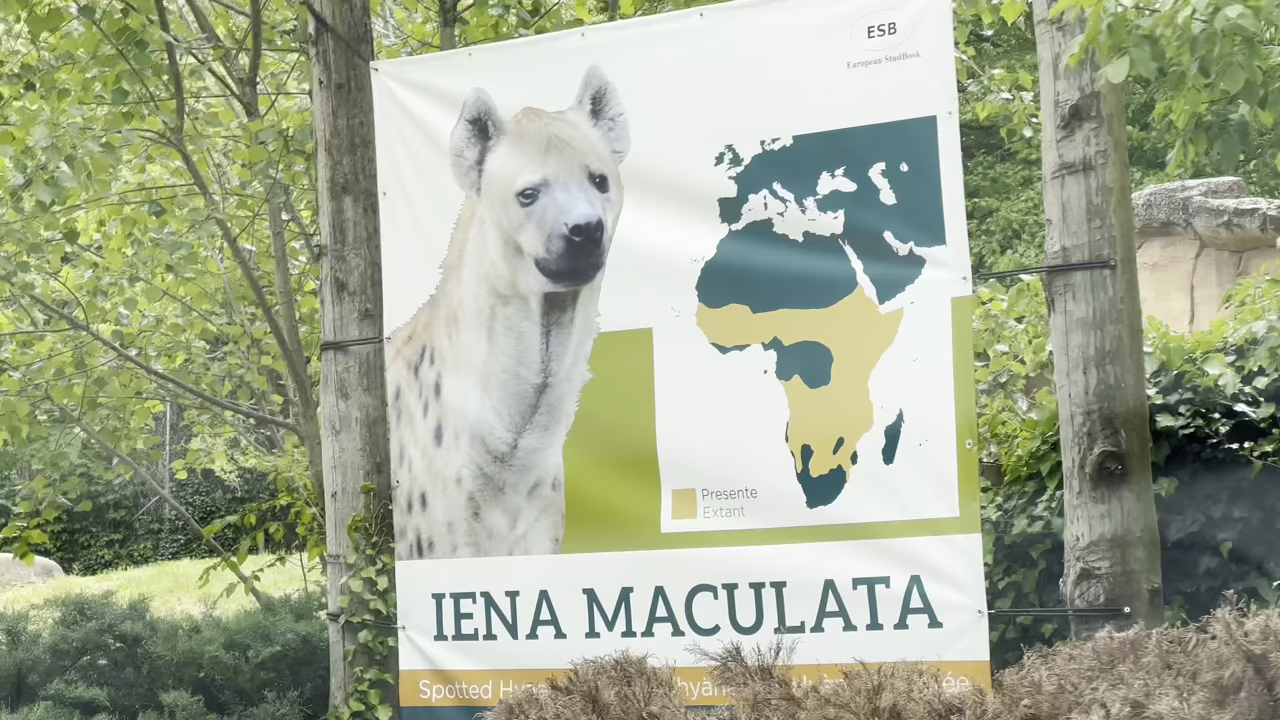 ESB
European StudBook
Presente
Extant
IENA MACULATA
Spotted